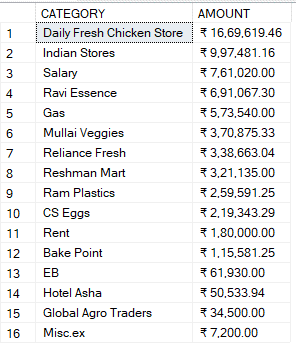 CATEGORY AMOUNT
1 Daily Fresh Chicken Store ₹ 16,69,619.46
2 Indian Stores ₹ 9,97,481.16
3 Salary ₹ 7,61,020.00
4 Ravi Essence ₹ 6,91,067.30
5 Gas ₹ 5,73,540.00
6 Mullai Veggies ₹ 3,70,875.33
7 Reliance Fresh ₹ 3,38,663.04
8 Reshman Mart ₹ 3,21,135.00
9 Ram Plastics ₹ 2,59,591.25
10 CS Eggs ₹ 2,19,343.29
11 Rent ₹ 1,80,000.00
12 Bake Point ₹ 1,15,581.25
13 EB ₹ 61,930.00
14 Hotel Asha ₹ 50,533.94
15 Global Agro Traders ₹ 34,500.00
16 Misc.ex ₹ 7,200.00